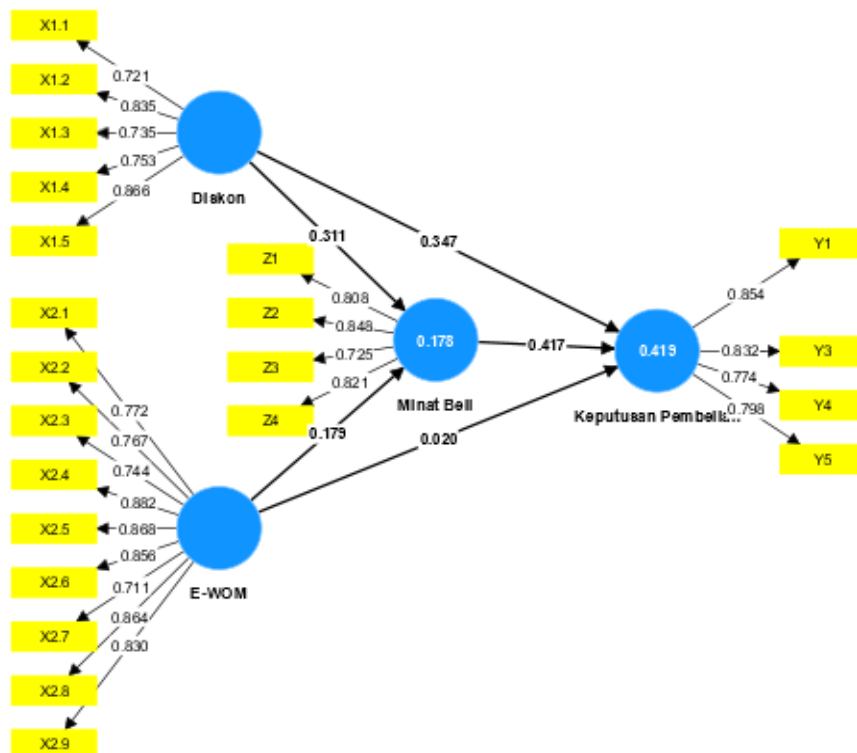 X1.1
0.721
X1.2
0.835
X1.3
0.735
X1.4
0.753
X1.5
0.866
Diskon
0.311
0.347
Z1
0.808
Z2
0.848
Z3
0.725
Z4
0.821
0.178
Minat Beli
0.417
0.419
Keputusan Pembelia...
Y1
0.854
Y3
0.832
Y4
0.774
Y5
0.798
X2.1
0.772
X2.2
0.767
X2.3
0.744
X2.4
0.882
X2.5
0.868
X2.6
0.856
X2.7
0.711
X2.8
0.864
X2.9
0.830
E-WOM
0.179
0.020